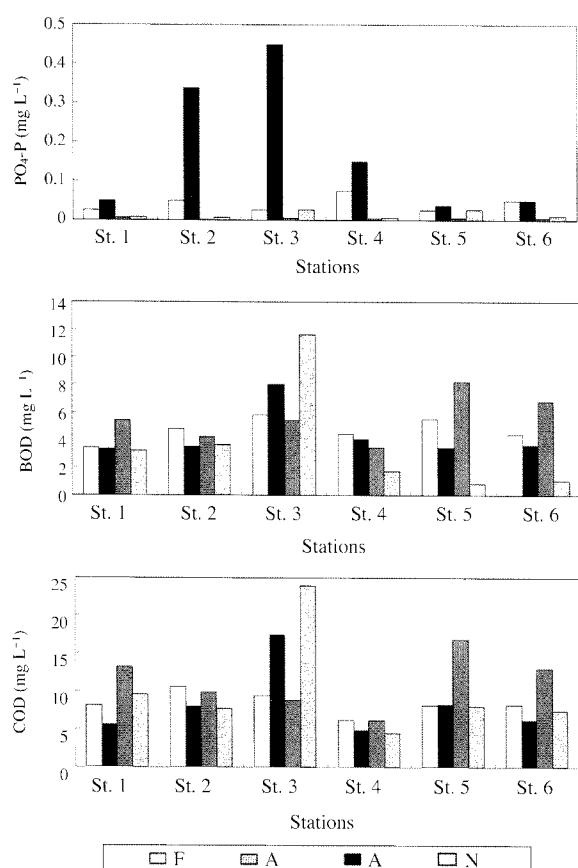 0.5
0.4
0.3
0.2
0.1
0
PO₄-P (mg L⁻¹)
St. 1 St. 2 St. 3 St. 4 St. 5 St. 6
Stations
14
12
10
8
6
4
2
0
BOD (mg L⁻¹)
St. 1 St. 2 St. 3 St. 4 St. 5 St. 6
Stations
25
20
15
10
5
0
COD (mg L⁻¹)
St. 1 St. 2 St. 3 St. 4 St. 5 St. 6
Stations
F A A N